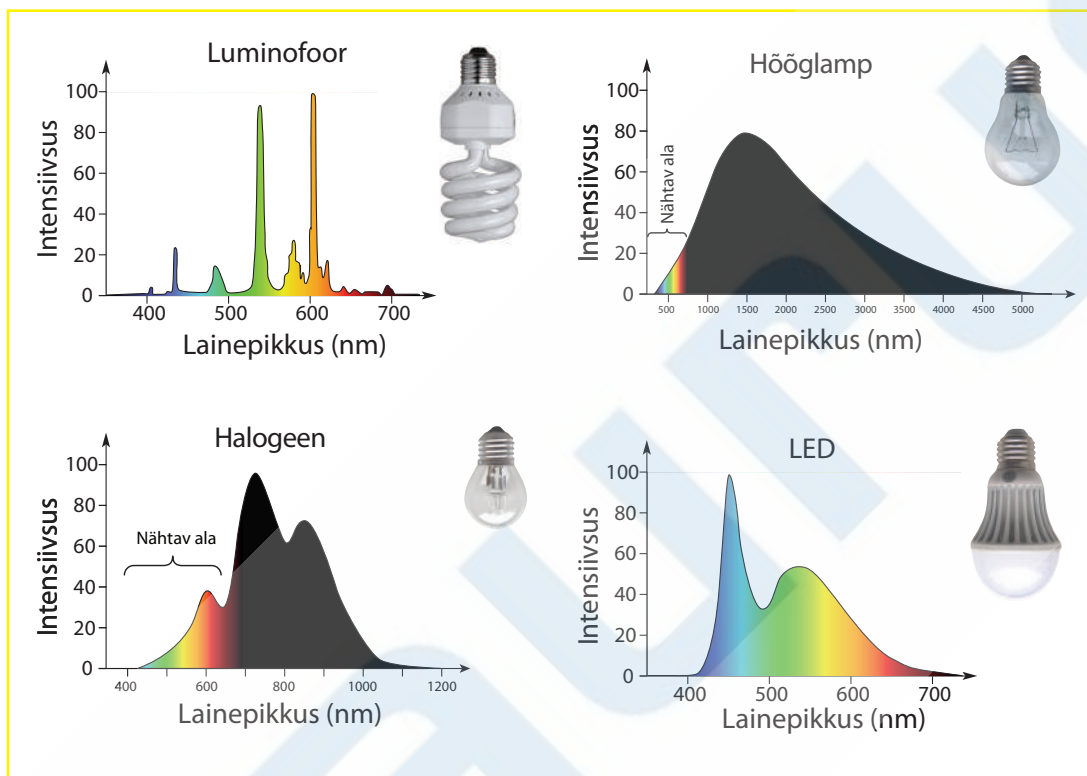 Luminofoor
Intensiivsus
100
80
60
40
20
0
400 500 600 700
Lainepikkus (nm)
Hõõglamp
Intensiivsus
100
80
60
40
20
0
Nähtav ala
500 1000 1500 2000 2500 3000 3500 4000 4500 5000
Lainepikkus (nm)
Halogeen
Intensiivsus
100
80
60
40
20
0
Nähtav ala
400 600 800 1000 1200
Lainepikkus (nm)
LED
Intensiivsus
100
80
60
40
20
0
400 500 600 700
Lainepikkus (nm)